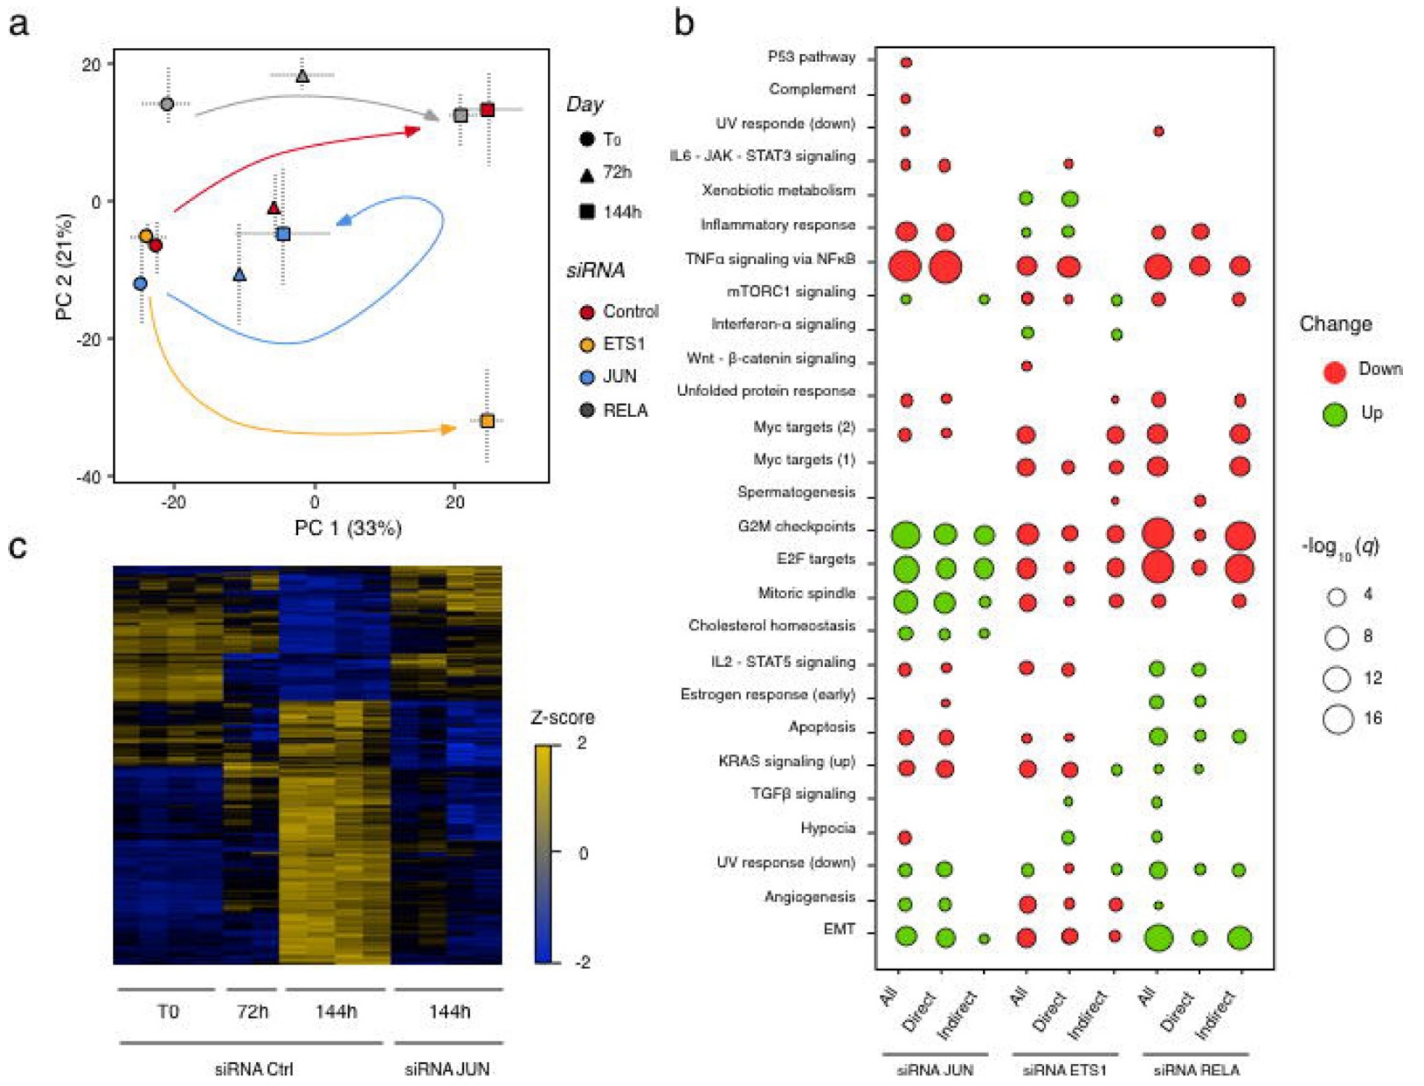 a
20
0
-20
-40
PC 2 (21%)
-20
0
20
PC 1 (33%)
Day
T0
72h
144h
siRNA
Control
ETS1
JUN
RELA
b
P53 pathway
Complement
UV responde (down)
IL6 - JAK - STAT3 signaling
Xenobiotic metabolism
Inflammatory response
TNFα signaling via NFκB
mTORC1 signaling
Interferon-α signaling
Wnt - β-catenin signaling
Unfolded protein response
Myc targets (2)
Myc targets (1)
Spermatogenesis
G2M checkpoints
E2F targets
Mitoric spindle
Cholesterol homeostasis
IL2 - STAT5 signaling
Estrogen response (early)
Apoptosis
KRAS signaling (up)
TGFβ signaling
Hypocia
UV response (down)
Angiogenesis
EMT
All
Direct
Indirect
All
Direct
Indirect
All
Direct
Indirect
siRNA JUN
siRNA ETS1
siRNA RELA
Change
Down
Up
-log10(q)
4
8
12
16
c
Z-score
2
0
-2
T0
72h
144h
144h
siRNA Ctrl
siRNA JUN